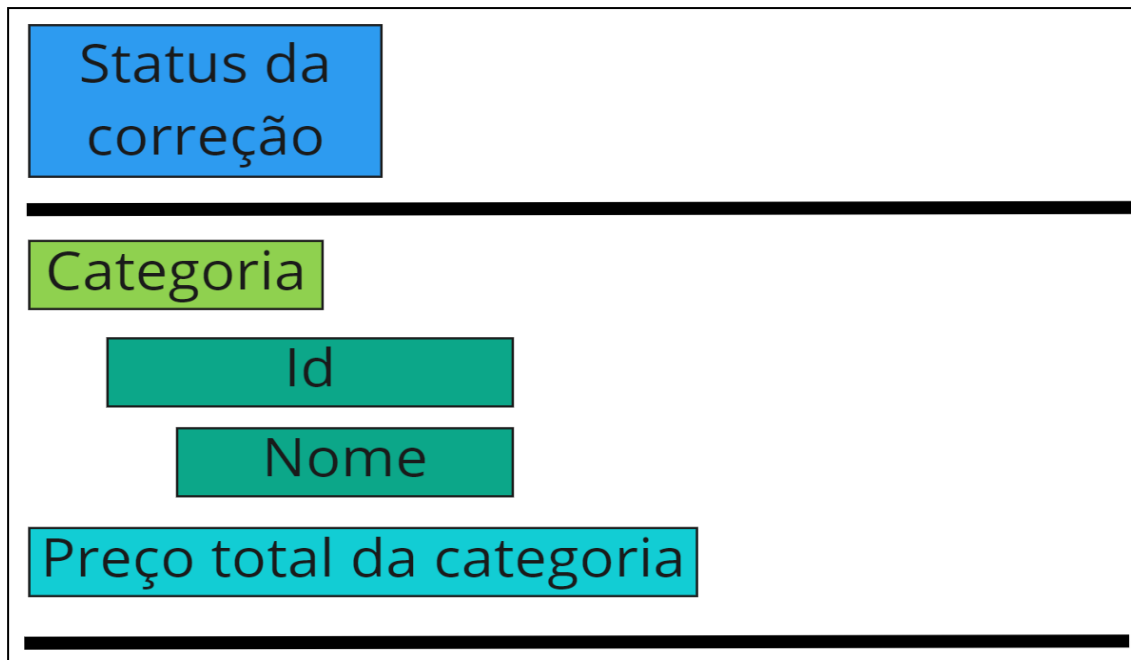 Status da
correção
Categoria
Id
Nome
Preço total da categoria